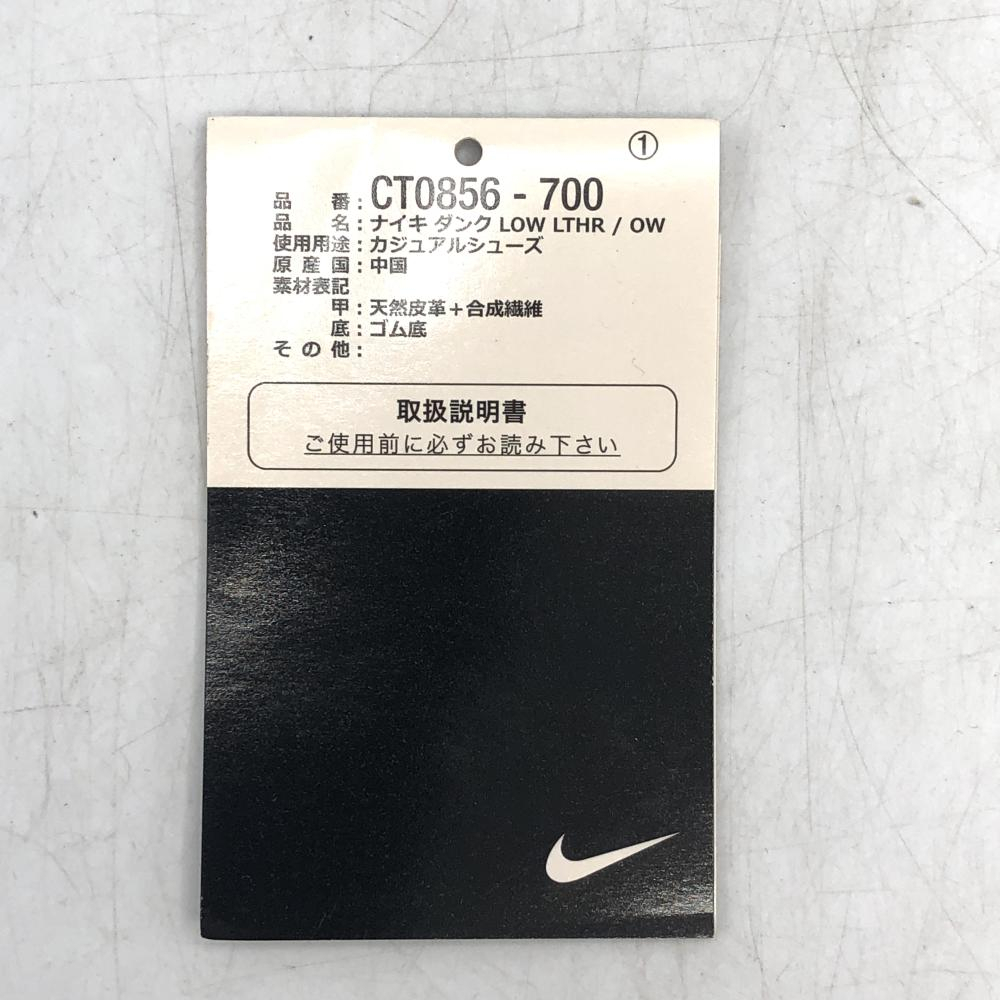 ①
品 番 : CT0856 - 700
品 名 : ナイキ ダンク LOW LTHR / OW
使用用途 : カジュアルシューズ
原 産 国 : 中国
素材表記
甲 : 天然皮革+合成繊維
底 : ゴム底
そ の 他 :
取扱説明書
ご使用前に必ずお読み下さい